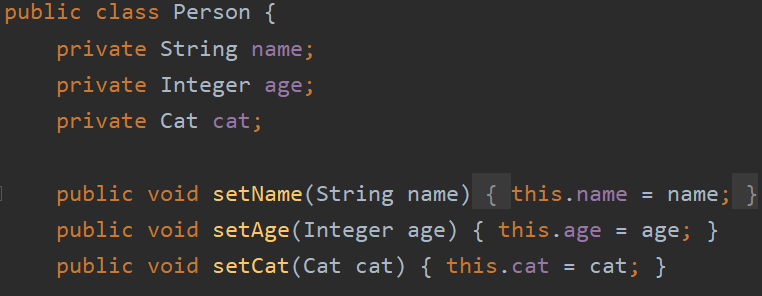 public class Person {
private String name;
private Integer age;
private Cat cat;
public void setName(String name) { this.name = name; }
public void setAge(Integer age) { this.age = age; }
public void setCat(Cat cat) { this.cat = cat; }